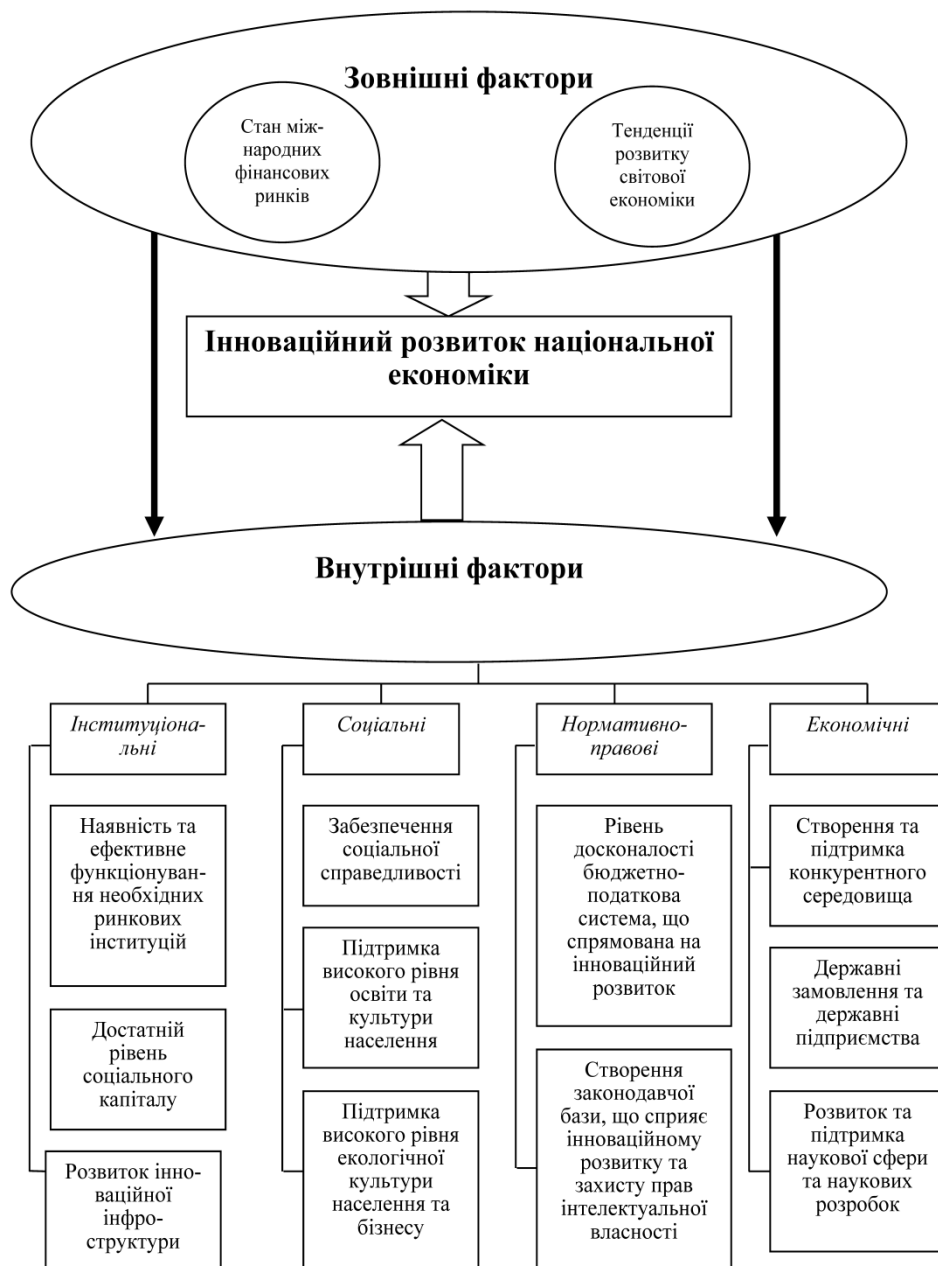 Зовнішні фактори
Стан між-
народних
фінансових
ринків
Тенденції
розвитку
світової
економіки
Інноваційний розвиток національної
економіки
Внутрішні фактори
Інституціона-
льні
Наявність та
ефективне
функціонуван-
ня необхідних
ринкових
інституцій
Достатній
рівень
соціального
капіталу
Розвиток інно-
ваційної
інфро-
структури
Соціальні
Забезпечення
соціальної
справедливості
Підтримка
високого рівня
освіти та
культури
населення
Підтримка
високого рівня
екологічної
культури
населення та
бізнесу
Нормативно-
правові
Рівень
досконалості
бюджетно-
податкова
система, що
спрямована на
інноваційний
розвиток
Створення
законодавчої
бази, що сприяє
інноваційному
розвитку та
захисту прав
інтелектуальної
власності
Економічні
Створення та
підтримка
конкурентного
середовища
Державні
замовлення та
державні
підприємства
Розвиток та
підтримка
наукової сфери
та наукових
розробок